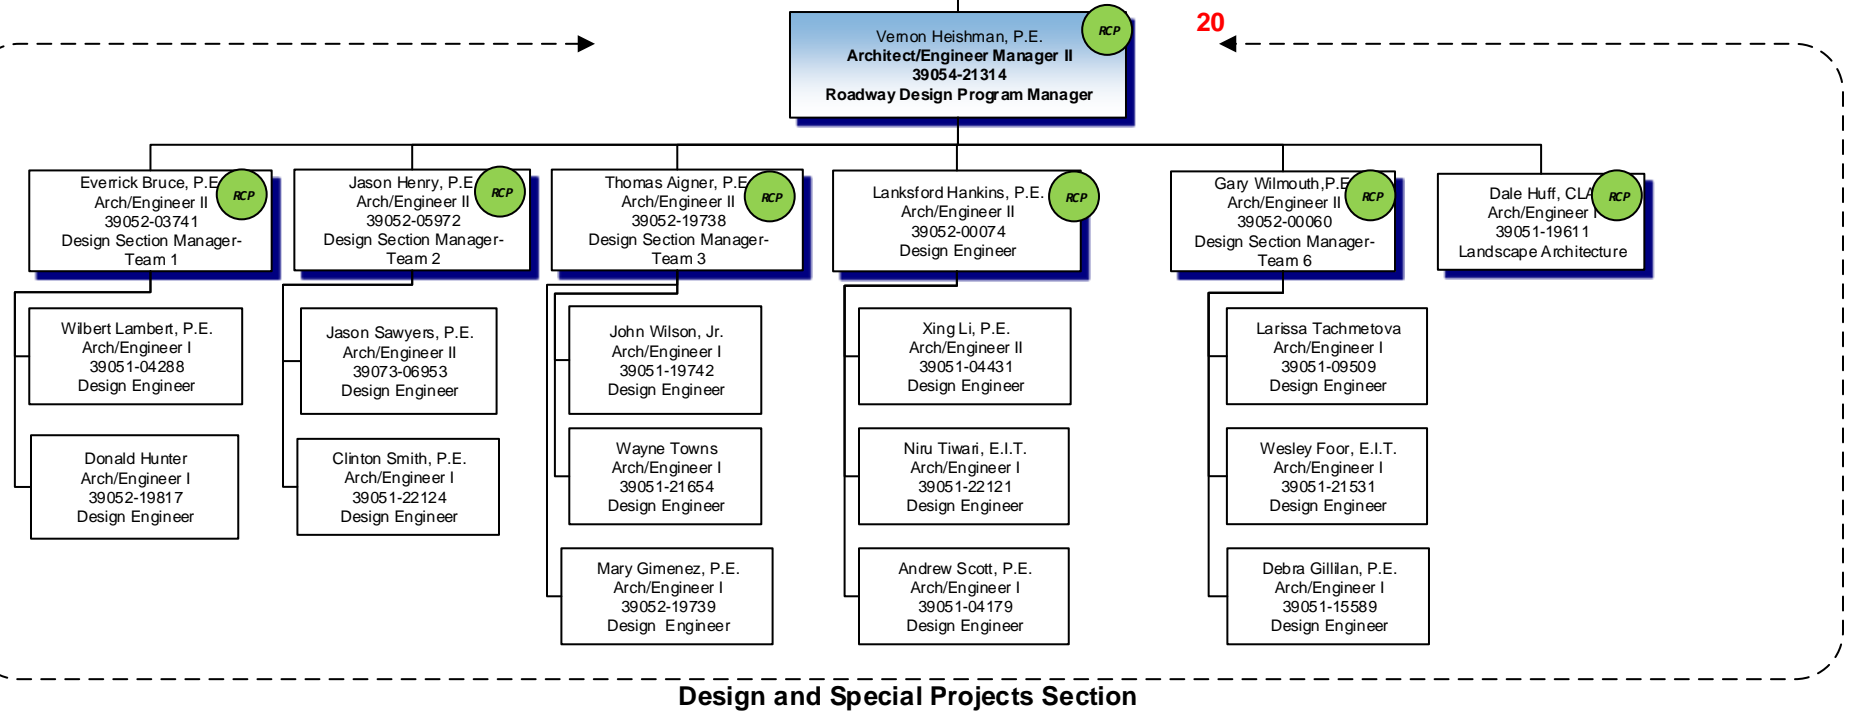 20
RCP
Vernon Heishman, P.E.
Architect/Engineer Manager II
39054-21314
Roadway Design Program Manager
Everrick Bruce, P.E
Arch/Engineer II
39052-03741
Design Section Manager-
Team 1
RCP
Jason Henry, P.E
Arch/Engineer II
39052-05972
Design Section Manager-
Team 2
RCP
Thomas Aigner, P.E
Arch/Engineer II
39052-19738
Design Section Manager-
Team 3
RCP
Lanksford Hankins, P.E.
Arch/Engineer II
39052-00074
Design Engineer
RCP
Gary Wilmouth,P.E
Arch/Engineer II
39052-00060
Design Section Manager-
Team 6
RCP
Dale Huff, CLA
Arch/Engineer I
39051-19611
Landscape Architecture
RCP
Wilbert Lambert, P.E.
Arch/Engineer I
39051-04288
Design Engineer
Donald Hunter
Arch/Engineer I
39052-19817
Design Engineer
Jason Sawyers, P.E.
Arch/Engineer II
39073-06953
Design Engineer
Clinton Smith, P.E.
Arch/Engineer I
39051-22124
Design Engineer
John Wilson, Jr.
Arch/Engineer I
39051-19742
Design Engineer
Wayne Towns
Arch/Engineer I
39051-21654
Design Engineer
Mary Gimenez, P.E.
Arch/Engineer I
39052-19739
Design Engineer
Xing Li, P.E.
Arch/Engineer II
39051-04431
Design Engineer
Niru Tiwari, E.I.T.
Arch/Engineer I
39051-22121
Design Engineer
Andrew Scott, P.E.
Arch/Engineer I
39051-04179
Design Engineer
Larissa Tachmetova
Arch/Engineer I
39051-09509
Design Engineer
Wesley Foor, E.I.T.
Arch/Engineer I
39051-21531
Design Engineer
Debra Gillilan, P.E.
Arch/Engineer I
39051-15589
Design Engineer
Design and Special Projects Section